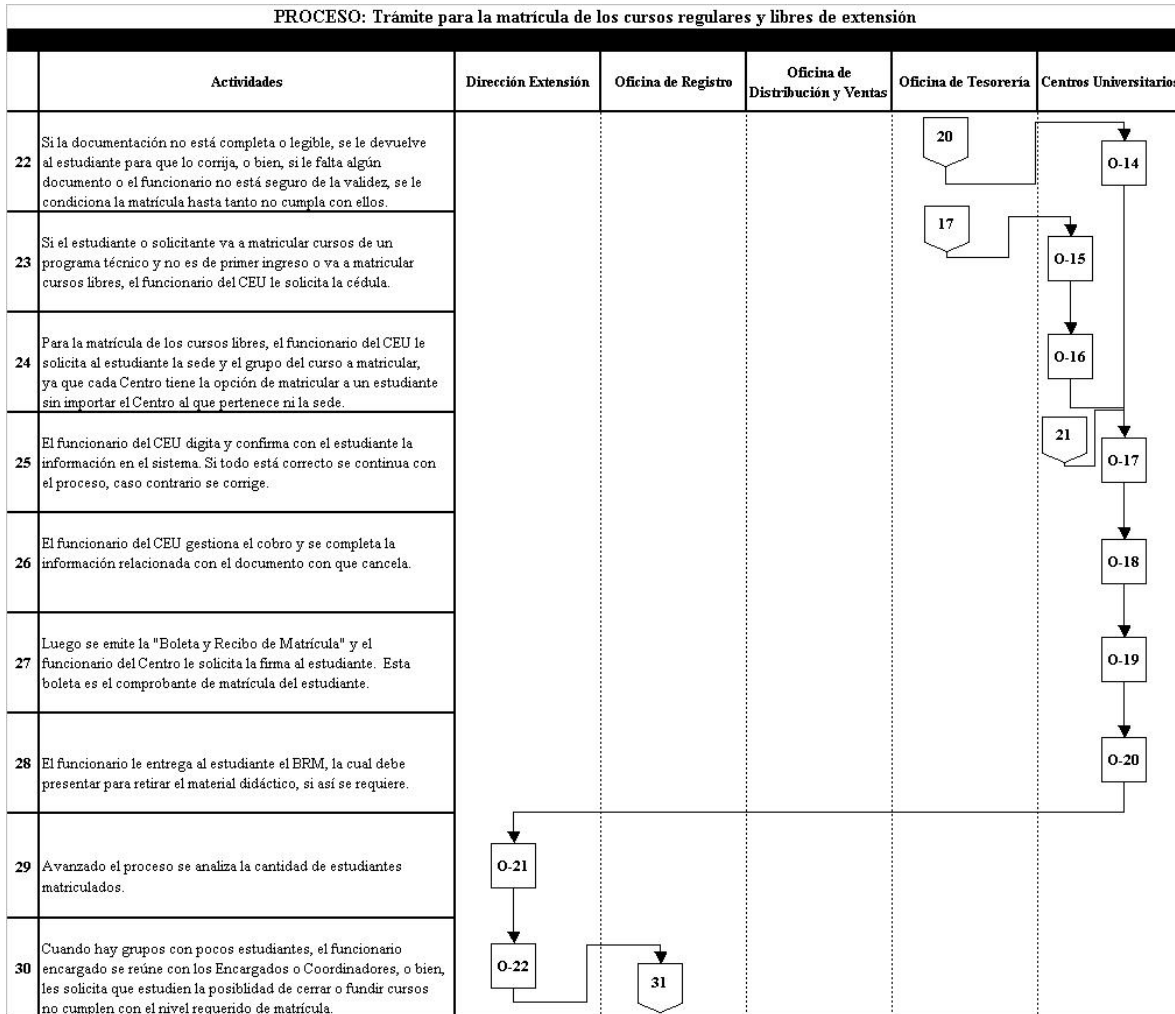 PROCESO: Trámite para la matrícula de los cursos regulares y libres de extensión
Actividades
Dirección Extensión
Oficina de Registro
Oficina de
Distribución y Ventas
Oficina de Tesorería
Centros Universitarios
22
Si la documentación no está completa o legible, se le devuelve
al estudiante para que lo corrija, o bien, si le falta algún
documento o el funcionario no está seguro de la validez, se le
condiciona la matrícula hasta tanto no cumpla con ellos.
20
O-14
23
Si el estudiante o solicitante va a matricular cursos de un
programa técnico y no es de primer ingreso o va a matricular
cursos libres, el funcionario del CEU le solicita la cédula.
17
O-15
24
Para la matrícula de los cursos libres, el funcionario del CEU le
solicita al estudiante la sede y el grupo del curso a matricular,
ya que cada Centro tiene la opción de matricular a un estudiante
sin importar el Centro al que pertenece ni la sede.
O-16
25
El funcionario del CEU digita y confirma con el estudiante la
información en el sistema. Si todo está correcto se continua con
el proceso, caso contrario se corrige.
21
O-17
26
El funcionario del CEU gestiona el cobro y se completa la
información relacionada con el documento con que cancela.
O-18
27
Luego se emite la "Boleta y Recibo de Matrícula" y el
funcionario del Centro le solicita la firma al estudiante. Esta
boleta es el comprobante de matrícula del estudiante.
O-19
28
El funcionario le entrega al estudiante el BRM, la cual debe
presentar para retirar el material didáctico, si así se requiere.
O-20
29
Avanzado el proceso se analiza la cantidad de estudiantes
matriculados.
O-21
30
Cuando hay grupos con pocos estudiantes, el funcionario
encargado se reúne con los Encargados o Coordinadores, o bien,
les solicita que estudien la posiblidad de cerrar o fundir cursos
no cumplen con el nivel requerido de matrícula.
O-22
31